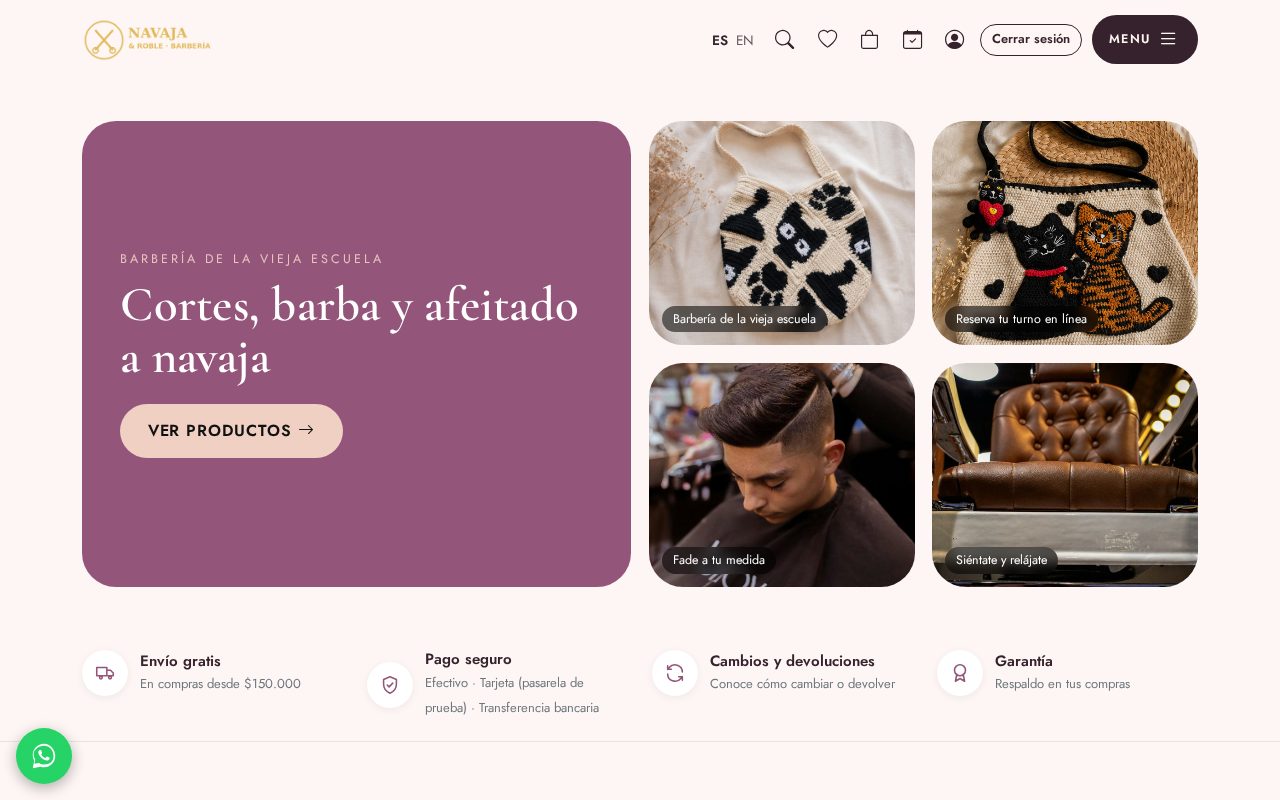 NAVAJA
& ROBLE · BARBERÍA
ES EN
Cerrar sesión
MENU
BARBERÍA DE LA VIEJA ESCUELA
Cortes, barba y afeitado
a navaja
VER PRODUCTOS
Barbería de la vieja escuela
Reserva tu turno en línea
Fade a tu medida
Siéntate y relájate
Envío gratis
En compras desde $150.000
Pago seguro
Efectivo · Tarjeta (pasarela de
prueba) · Transferencia bancaria
Cambios y devoluciones
Conoce cómo cambiar o devolver
Garantía
Respaldo en tus compras